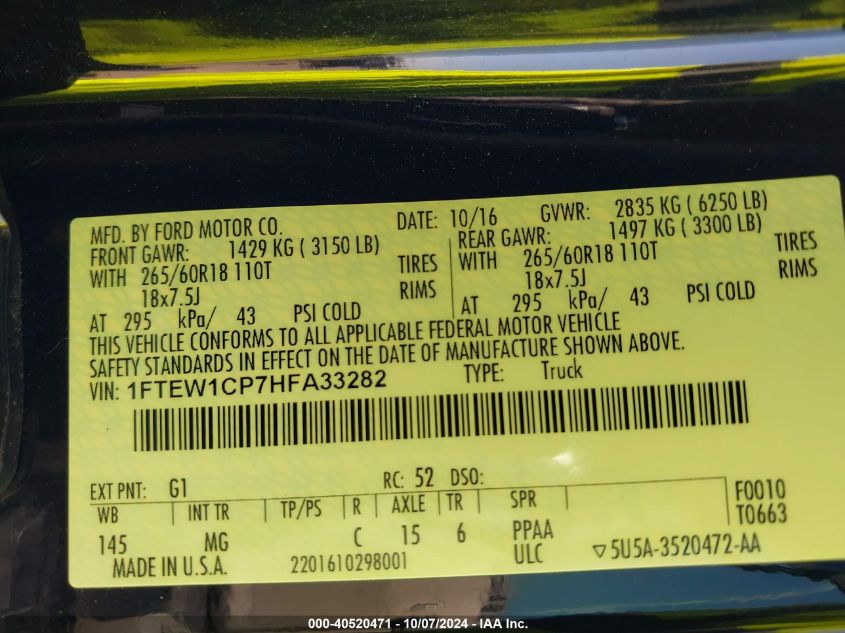 MFD. BY FORD MOTOR CO. DATE: 10/16 GVWR: 2835 KG ( 6250 LB)
FRONT GAWR: 1429 KG ( 3150 LB) REAR GAWR: 1497 KG ( 3300 LB)
WITH 265/60R18 110T TIRES WITH 265/60R18 110T TIRES
18x7.5J RIMS 18x7.5J RIMS
AT 295 kPa/ 43 PSI COLD AT 295 kPa/ 43 PSI COLD
THIS VEHICLE CONFORMS TO ALL APPLICABLE FEDERAL MOTOR VEHICLE
SAFETY STANDARDS IN EFFECT ON THE DATE OF MANUFACTURE SHOWN ABOVE.
VIN: 1FTEW1CP7HFA33282 TYPE: Truck
EXT PNT: G1 RC: 52 DSO:
WB INT TR TP/PS R AXLE TR SPR F0010
T0663
145 MG C 15 6 PPAA
ULC ▽5U5A-3520472-AA
MADE IN U.S.A. 2201610298001
000-40520471 - 10/07/2024 - IAA Inc.